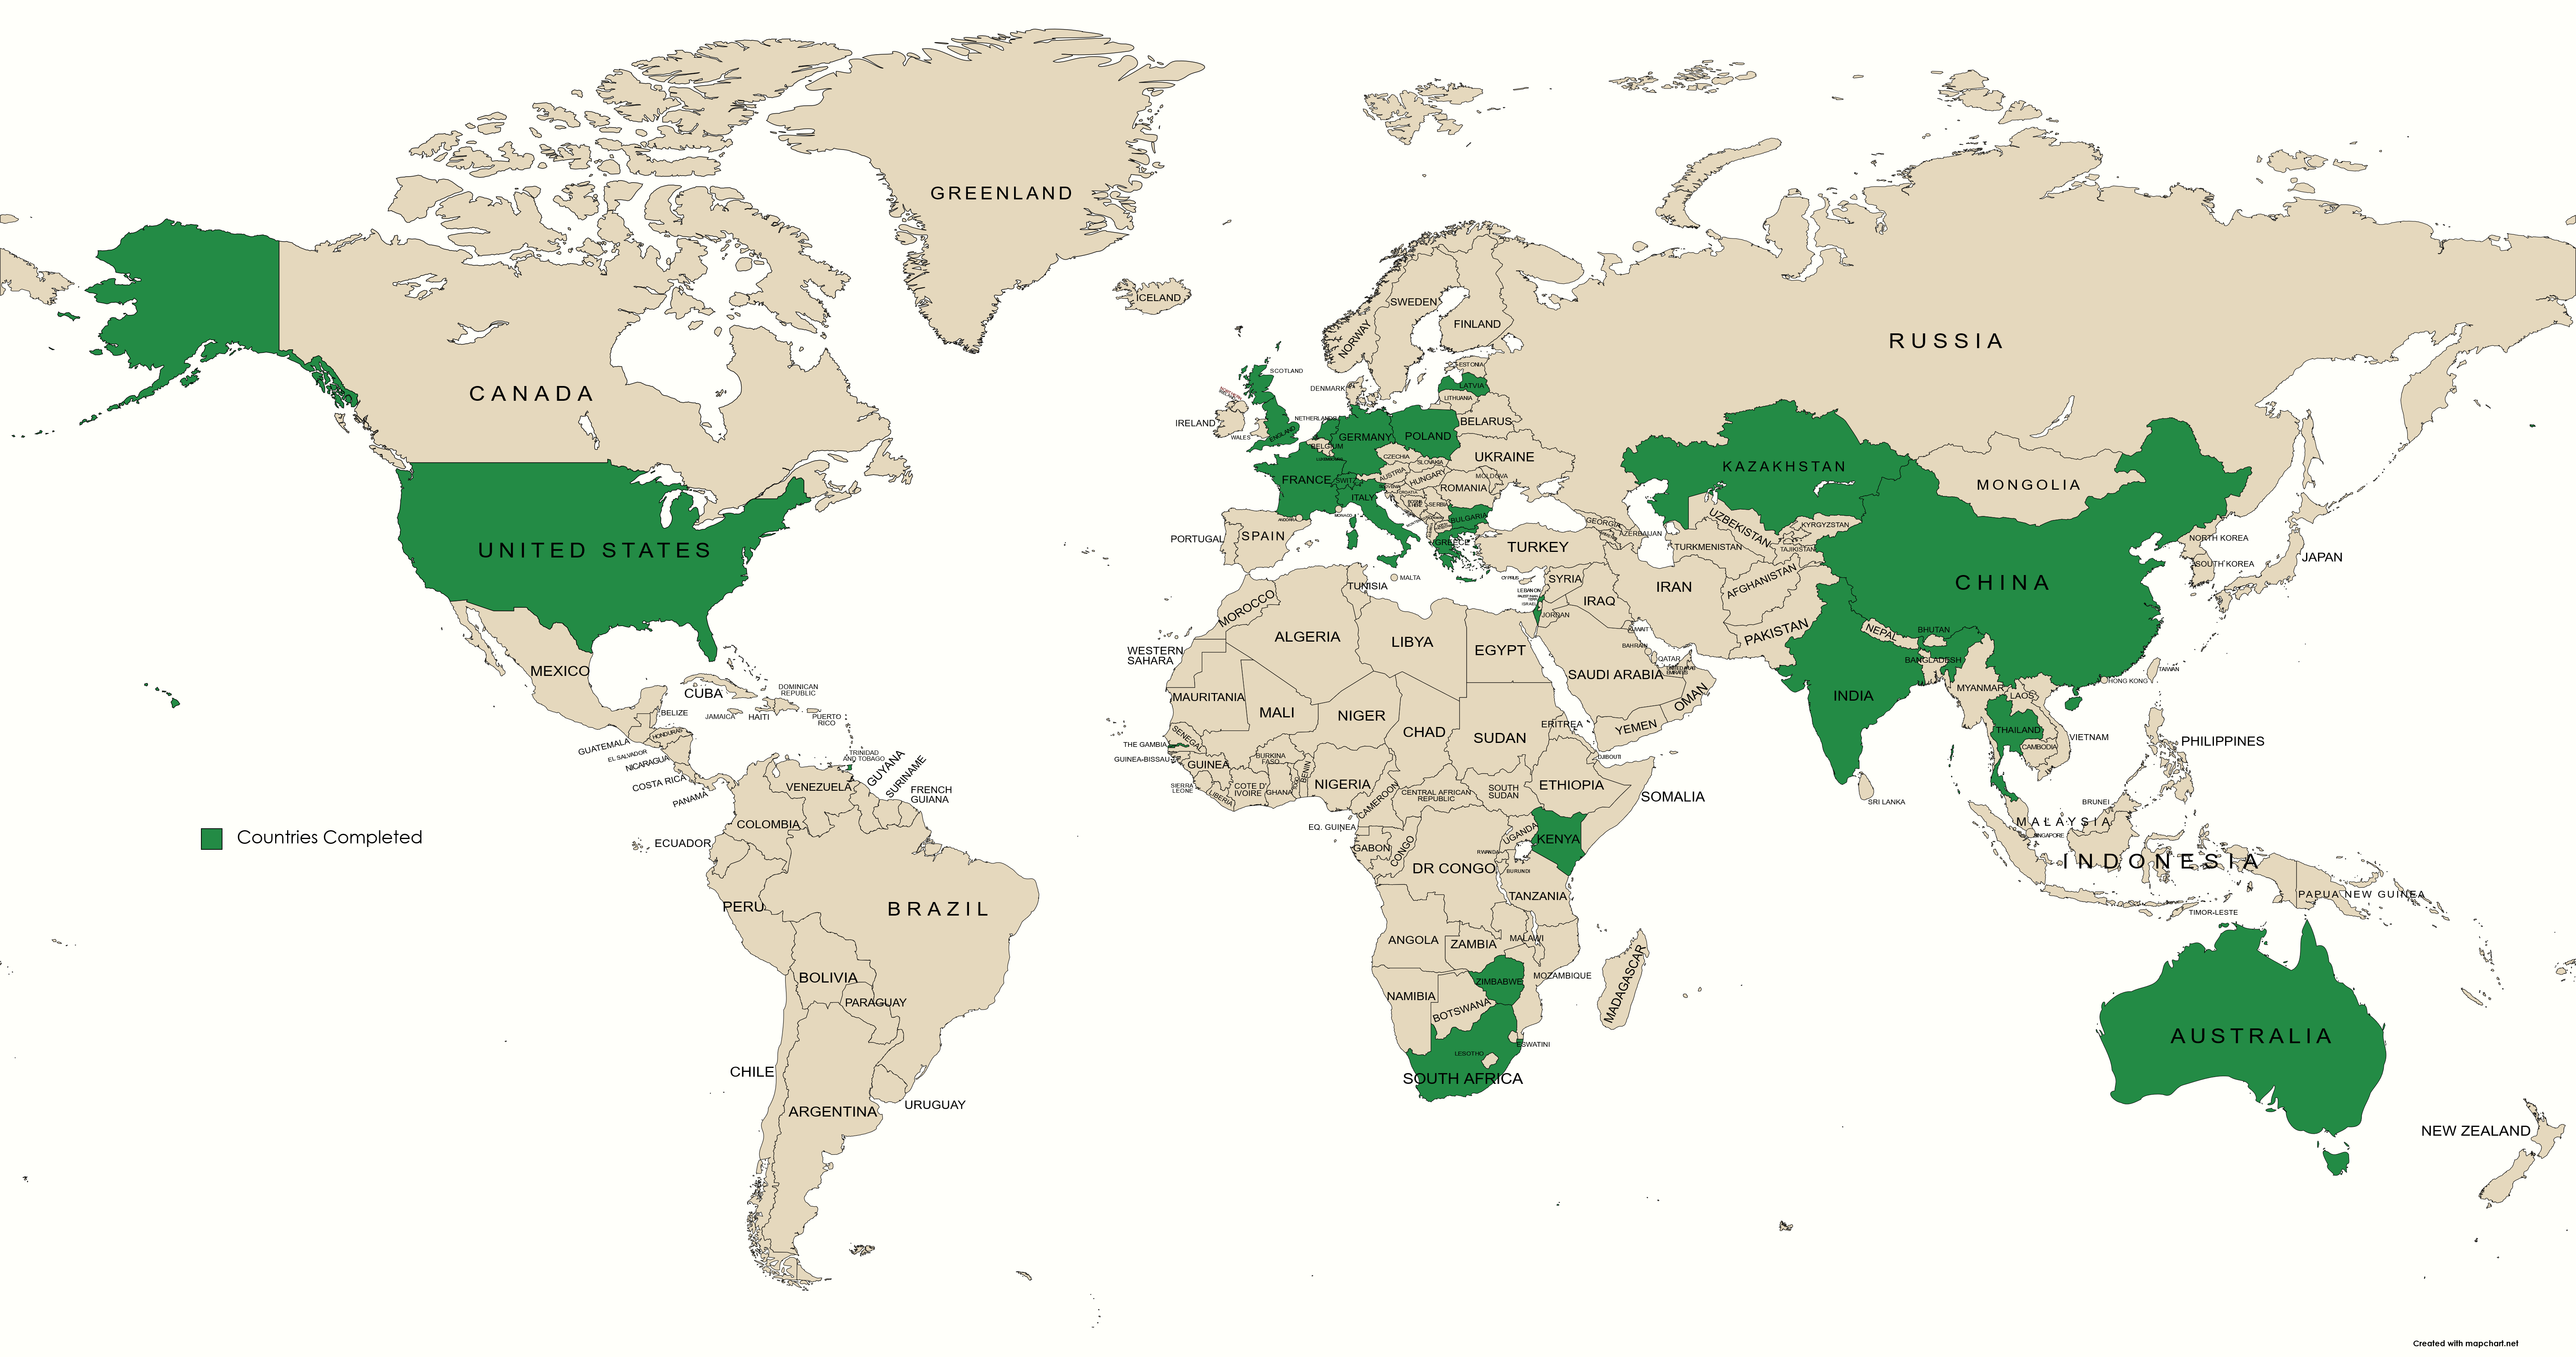 GREENLAND
ICELAND
SWEDEN
NORWAY
FINLAND
RUSSIA
CANADA
SCOTLAND
ESTONIA
LATVIA
DENMARK
LITHUANIA
IRELAND
WALES
ENGLAND
NETHERLANDS
BELGIUM
GERMANY
POLAND
BELARUS
CZECHIA
SLOVAKIA
UKRAINE
KAZAKHSTAN
MONGOLIA
FRANCE
SWITZ.
AUSTRIA
HUNGARY
MOLDOVA
ROMANIA
ITALY
SERBIA
MONACO
ANDORRA
BULGARIA
GEORGIA
AZERBAIJAN
UZBEKISTAN
KYRGYZSTAN
UNITED STATES
PORTUGAL
SPAIN
GREECE
TURKEY
TURKMENISTAN
TAJIKISTAN
NORTH KOREA
SOUTH KOREA
JAPAN
CHINA
MALTA
TUNISIA
CYPRUS
SYRIA
LEBANON
ISRAEL
JORDAN
IRAQ
IRAN
AFGHANISTAN
MOROCCO
ALGERIA
LIBYA
EGYPT
KUWAIT
PAKISTAN
NEPAL
BHUTAN
WESTERN
SAHARA
BAHRAIN
QATAR
UNITED ARAB
EMIRATES
SAUDI ARABIA
OMAN
BANGLADESH
TAIWAN
HONG KONG
MEXICO
CUBA
DOMINICAN
REPUBLIC
BELIZE
JAMAICA
HAITI
PUERTO
RICO
MAURITANIA
MALI
NIGER
CHAD
SUDAN
ERITREA
YEMEN
INDIA
MYANMAR
LAOS
THAILAND
VIETNAM
CAMBODIA
PHILIPPINES
GUATEMALA
HONDURAS
EL SALVADOR
NICARAGUA
COSTA RICA
PANAMA
TRINIDAD
AND TOBAGO
SENEGAL
THE GAMBIA
GUINEA-BISSAU
GUINEA
BURKINA
FASO
BENIN
TOGO
NIGERIA
DJIBOUTI
ETHIOPIA
SOUTH
SUDAN
CENTRAL AFRICAN
REPUBLIC
SIERRA
LEONE
LIBERIA
COTE D'
IVOIRE
GHANA
CAMEROON
SOMALIA
SRI LANKA
BRUNEI
MALAYSIA
SINGAPORE
VENEZUELA
GUYANA
SURINAME
FRENCH
GUIANA
COLOMBIA
ECUADOR
Countries Completed
EQ. GUINEA
GABON
CONGO
DR CONGO
UGANDA
KENYA
RWANDA
BURUNDI
TANZANIA
INDONESIA
PAPUA NEW GUINEA
TIMOR-LESTE
PERU
BRAZIL
BOLIVIA
PARAGUAY
ANGOLA
ZAMBIA
MALAWI
MOZAMBIQUE
ZIMBABWE
NAMIBIA
BOTSWANA
MADAGASCAR
ESWATINI
LESOTHO
SOUTH AFRICA
AUSTRALIA
CHILE
ARGENTINA
URUGUAY
NEW ZEALAND
Created with mapchart.net